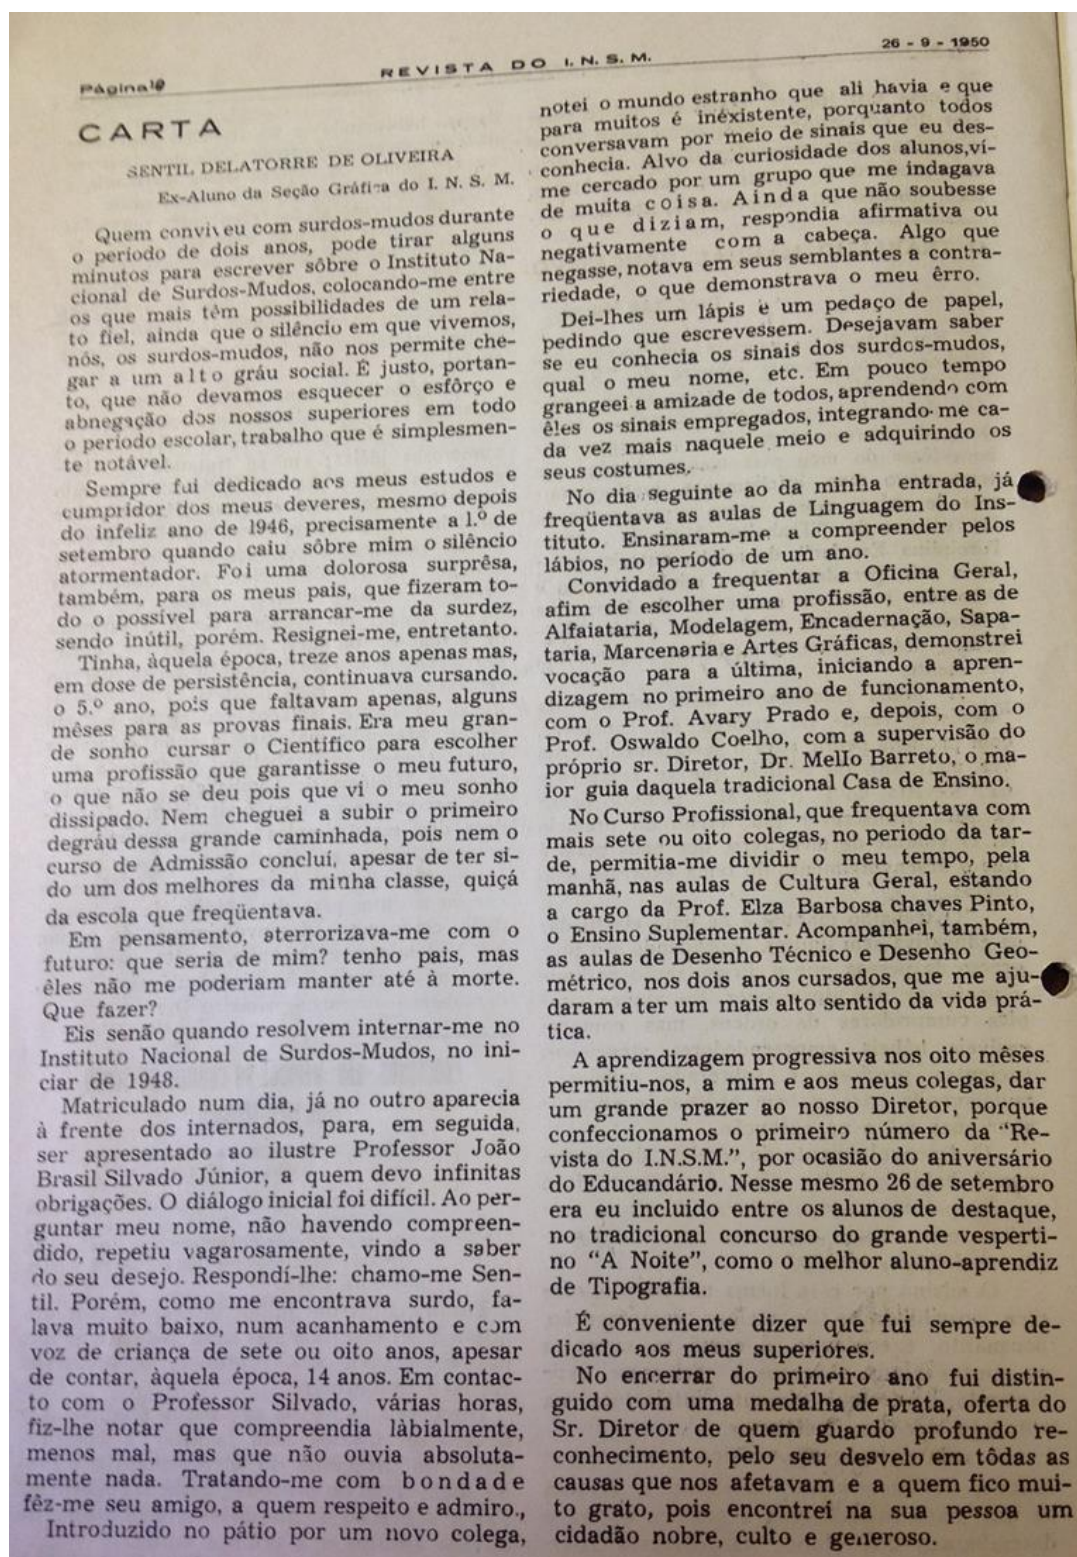 Página 10
REVISTA DO I. N. S. M.
26 - 9 - 1950
CARTA
SENTIL DELATORRE DE OLIVEIRA
Ex-Aluno da Seção Gráfica do I. N. S. M.
Quem conviveu com surdos-mudos durante
o periodo de dois anos, pode tirar alguns
minutos para escrever sôbre o Instituto Na-
cional de Surdos-Mudos, colocando-me entre
os que mais têm possibilidades de um rela-
to fiel, ainda que o silêncio em que vivemos,
nós, os surdos-mudos, não nos permite che-
gar a um alto gráu social. É justo, portan-
to, que não devamos esquecer o esfôrço e
abnegação dos nossos superiores em todo
o período escolar, trabalho que é simplesmen-
te notável.
Sempre fui dedicado aos meus estudos e
cumpridor dos meus deveres, mesmo depois
do infeliz ano de 1946, precisamente a 1.º de
setembro quando caiu sôbre mim o silêncio
atormentador. Foi uma dolorosa surprêsa,
também, para os meus pais, que fizeram to-
do o possível para arrancar-me da surdez,
sendo inútil, porém. Resignei-me, entretanto.
Tinha, àquela época, treze anos apenas mas,
em dose de persistência, continuava cursando.
o 5.º ano, pois que faltavam apenas, alguns
mêses para as provas finais. Era meu gran-
de sonho cursar o Científico para escolher
uma profissão que garantisse o meu futuro,
o que não se deu pois que vi o meu sonho
dissipado. Nem cheguei a subir o primeiro
degráu dessa grande caminhada, pois nem o
curso de Admissão concluí, apesar de ter si-
do um dos melhores da minha classe, quiçá
da escola que freqüentava.
Em pensamento, aterrorizava-me com o
futuro: que seria de mim? tenho pais, mas
êles não me poderiam manter até à morte.
Que fazer?
Eis senão quando resolvem internar-me no
Instituto Nacional de Surdos-Mudos, no ini-
ciar de 1948.
Matriculado num dia, já no outro aparecia
à frente dos internados, para, em seguida,
ser apresentado ao ilustre Professor João
Brasil Silvado Júnior, a quem devo infinitas
obrigações. O diálogo inicial foi difícil. Ao per-
guntar meu nome, não havendo compreen-
dido, repetiu vagarosamente, vindo a saber
do seu desejo. Respondí-lhe: chamo-me Sen-
til. Porém, como me encontrava surdo, fa-
lava muito baixo, num acanhamento e com
voz de criança de sete ou oito anos, apesar
de contar, àquela época, 14 anos. Em contac-
to com o Professor Silvado, várias horas,
fiz-lhe notar que compreendia làbialmente,
menos mal, mas que não ouvia absoluta-
mente nada. Tratando-me com bondade
fêz-me seu amigo, a quem respeito e admiro.,
Introduzido no pátio por um novo colega,
notei o mundo estranho que ali havia e que
para muitos é inéxistente, porquanto todos
conversavam por meio de sinais que eu des-
conhecia. Alvo da curiosidade dos alunos,ví-
me cercado por um grupo que me indagava
de muita coisa. Ainda que não soubesse
o que diziam, respondia afirmativa ou
negativamente com a cabeça. Algo que
negasse, notava em seus semblantes a contra-
riedade, o que demonstrava o meu êrro.
Dei-lhes um lápis e um pedaço de papel,
pedindo que escrevessem. Desejavam saber
se eu conhecia os sinais dos surdos-mudos,
qual o meu nome, etc. Em pouco tempo
grangeei a amizade de todos, aprendendo com
êles os sinais empregados, integrando-me ca-
da vez mais naquele meio e adquirindo os
seus costumes.
No dia seguinte ao da minha entrada, já
freqüentava as aulas de Linguagem do Ins-
tituto. Ensinaram-me a compreender pelos
lábios, no período de um ano.
Convidado a frequentar a Oficina Geral,
afim de escolher uma profissão, entre as de
Alfaiataria, Modelagem, Encadernação, Sapa-
taria, Marcenaria e Artes Gráficas, demonstrei
vocação para a última, iniciando a apren-
dizagem no primeiro ano de funcionamento,
com o Prof. Avary Prado e, depois, com o
Prof. Oswaldo Coelho, com a supervisão do
próprio sr. Diretor, Dr. Mello Barreto, o ma-
ior guia daquela tradicional Casa de Ensino.
No Curso Profissional, que frequentava com
mais sete ou oito colegas, no periodo da tar-
de, permitia-me dividir o meu tempo, pela
manhã, nas aulas de Cultura Geral, estando
a cargo da Prof. Elza Barbosa chaves Pinto,
o Ensino Suplementar. Acompanhei, também,
as aulas de Desenho Técnico e Desenho Geo-
métrico, nos dois anos cursados, que me aju-
daram a ter um mais alto sentido da vida prá-
tica.
A aprendizagem progressiva nos oito mêses
permitiu-nos, a mim e aos meus colegas, dar
um grande prazer ao nosso Diretor, porque
confeccionamos o primeiro número da "Re-
vista do I.N.S.M.", por ocasião do aniversário
do Educandário. Nesse mesmo 26 de setembro
era eu incluido entre os alunos de destaque,
no tradicional concurso do grande vesperti-
no "A Noite", como o melhor aluno-aprendiz
de Tipografia.
É conveniente dizer que fui sempre de-
dicado aos meus superiores.
No encerrar do primeiro ano fui distin-
guido com uma medalha de prata, oferta do
Sr. Diretor de quem guardo profundo re-
conhecimento, pelo seu desvelo em tôdas as
causas que nos afetavam e a quem fico mui-
to grato, pois encontrei na sua pessoa um
cidadão nobre, culto e generoso.